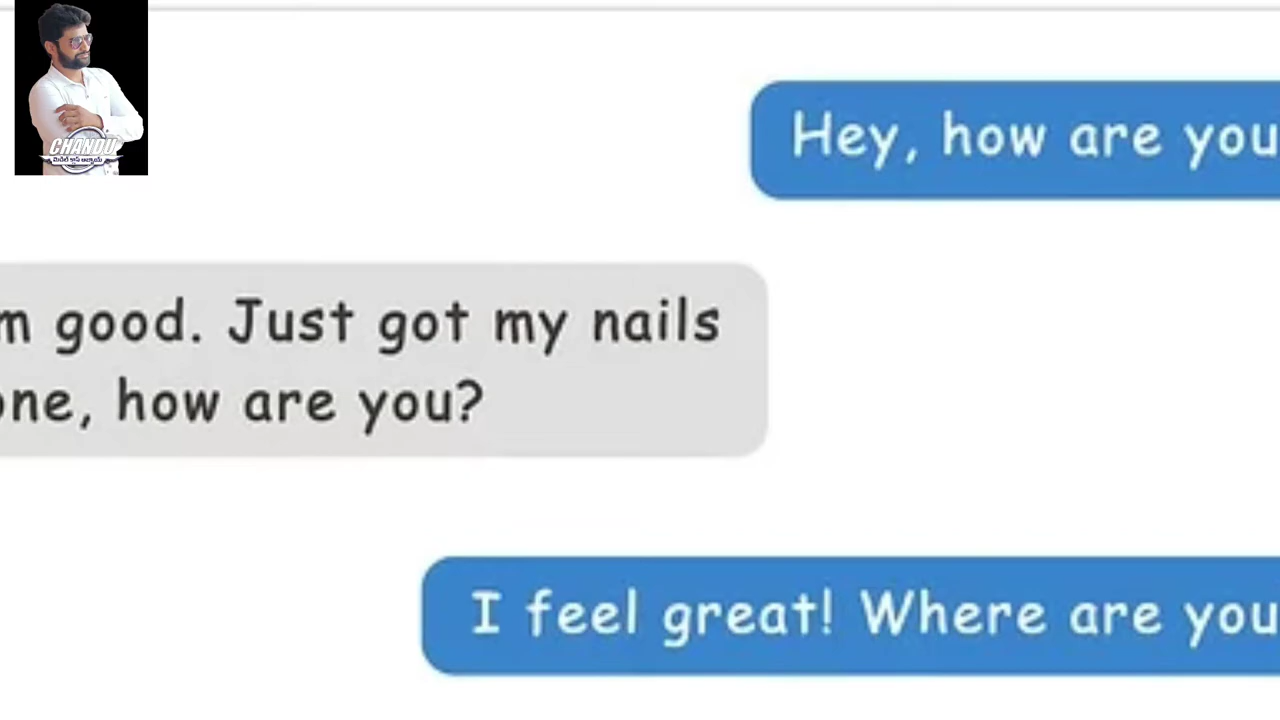 CHANDU
మిడిల్ క్లాస్ అబ్బాయ్
Hey, how are you
m good. Just got my nails
one, how are you?
I feel great! Where are you